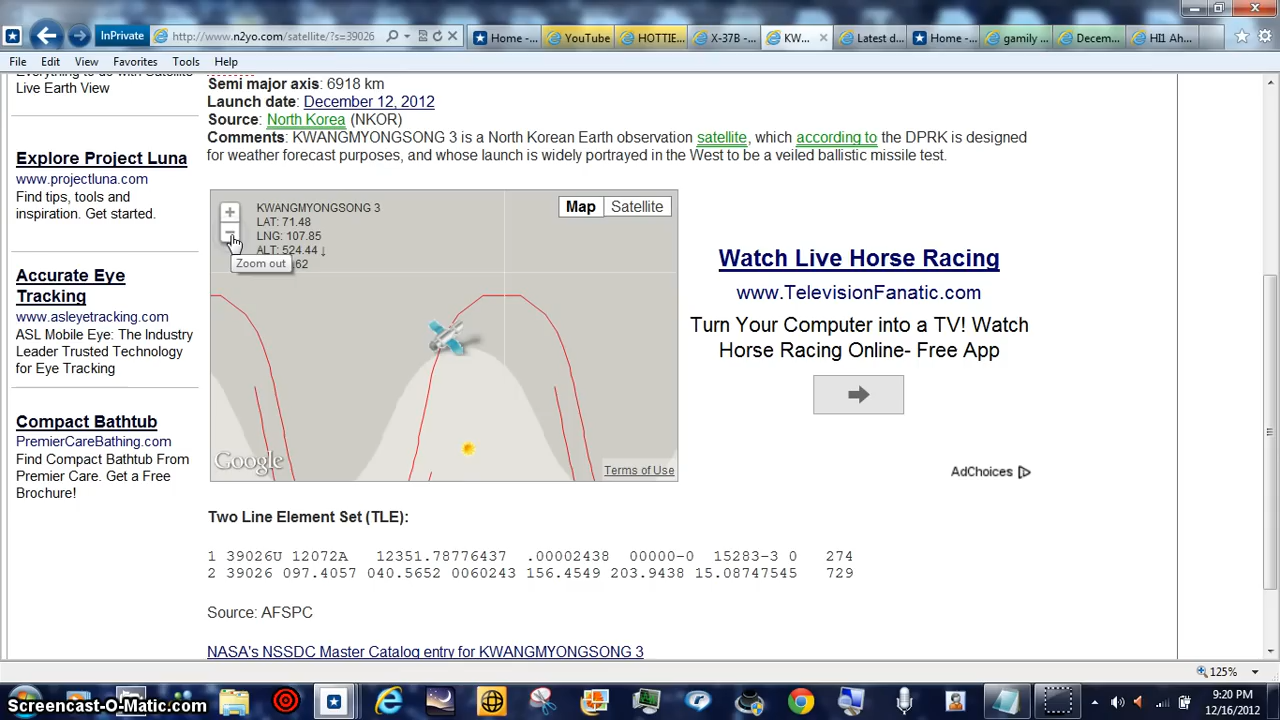 InPrivate
http://www.n2yo.com/satellite/?s=39026
Home -...
YouTube
HOTTIE...
X-37B -...
KW...
Latest d...
Home -...
gamily ...
Decem...
HI1 Ah...
File Edit View Favorites Tools Help
Everything to do with Satellite
Live Earth View
Explore Project Luna
www.projectluna.com
Find tips, tools and
inspiration. Get started.
Accurate Eye
Tracking
www.asleyetracking.com
ASL Mobile Eye: The Industry
Leader Trusted Technology
for Eye Tracking
Compact Bathtub
PremierCareBathing.com
Find Compact Bathtub From
Premier Care. Get a Free
Brochure!
Semi major axis: 6918 km
Launch date: December 12, 2012
Source: North Korea (NKOR)
Comments: KWANGMYONGSONG 3 is a North Korean Earth observation satellite, which according to the DPRK is designed
for weather forecast purposes, and whose launch is widely portrayed in the West to be a veiled ballistic missile test.
KWANGMYONGSONG 3
LAT: 71.48
LNG: 107.85
ALT: 524.44 ↓
62
Zoom out
Map Satellite
Google
Terms of Use
Watch Live Horse Racing
www.TelevisionFanatic.com
Turn Your Computer into a TV! Watch
Horse Racing Online- Free App
AdChoices
Two Line Element Set (TLE):
1 39026U 12072A 12351.78776437 .00002438 00000-0 15283-3 0 274
2 39026 097.4057 040.5652 0060243 156.4549 203.9438 15.08747545 729
Source: AFSPC
NASA's NSSDC Master Catalog entry for KWANGMYONGSONG 3
125%
Screencast-O-Matic.com
9:20 PM
12/16/2012